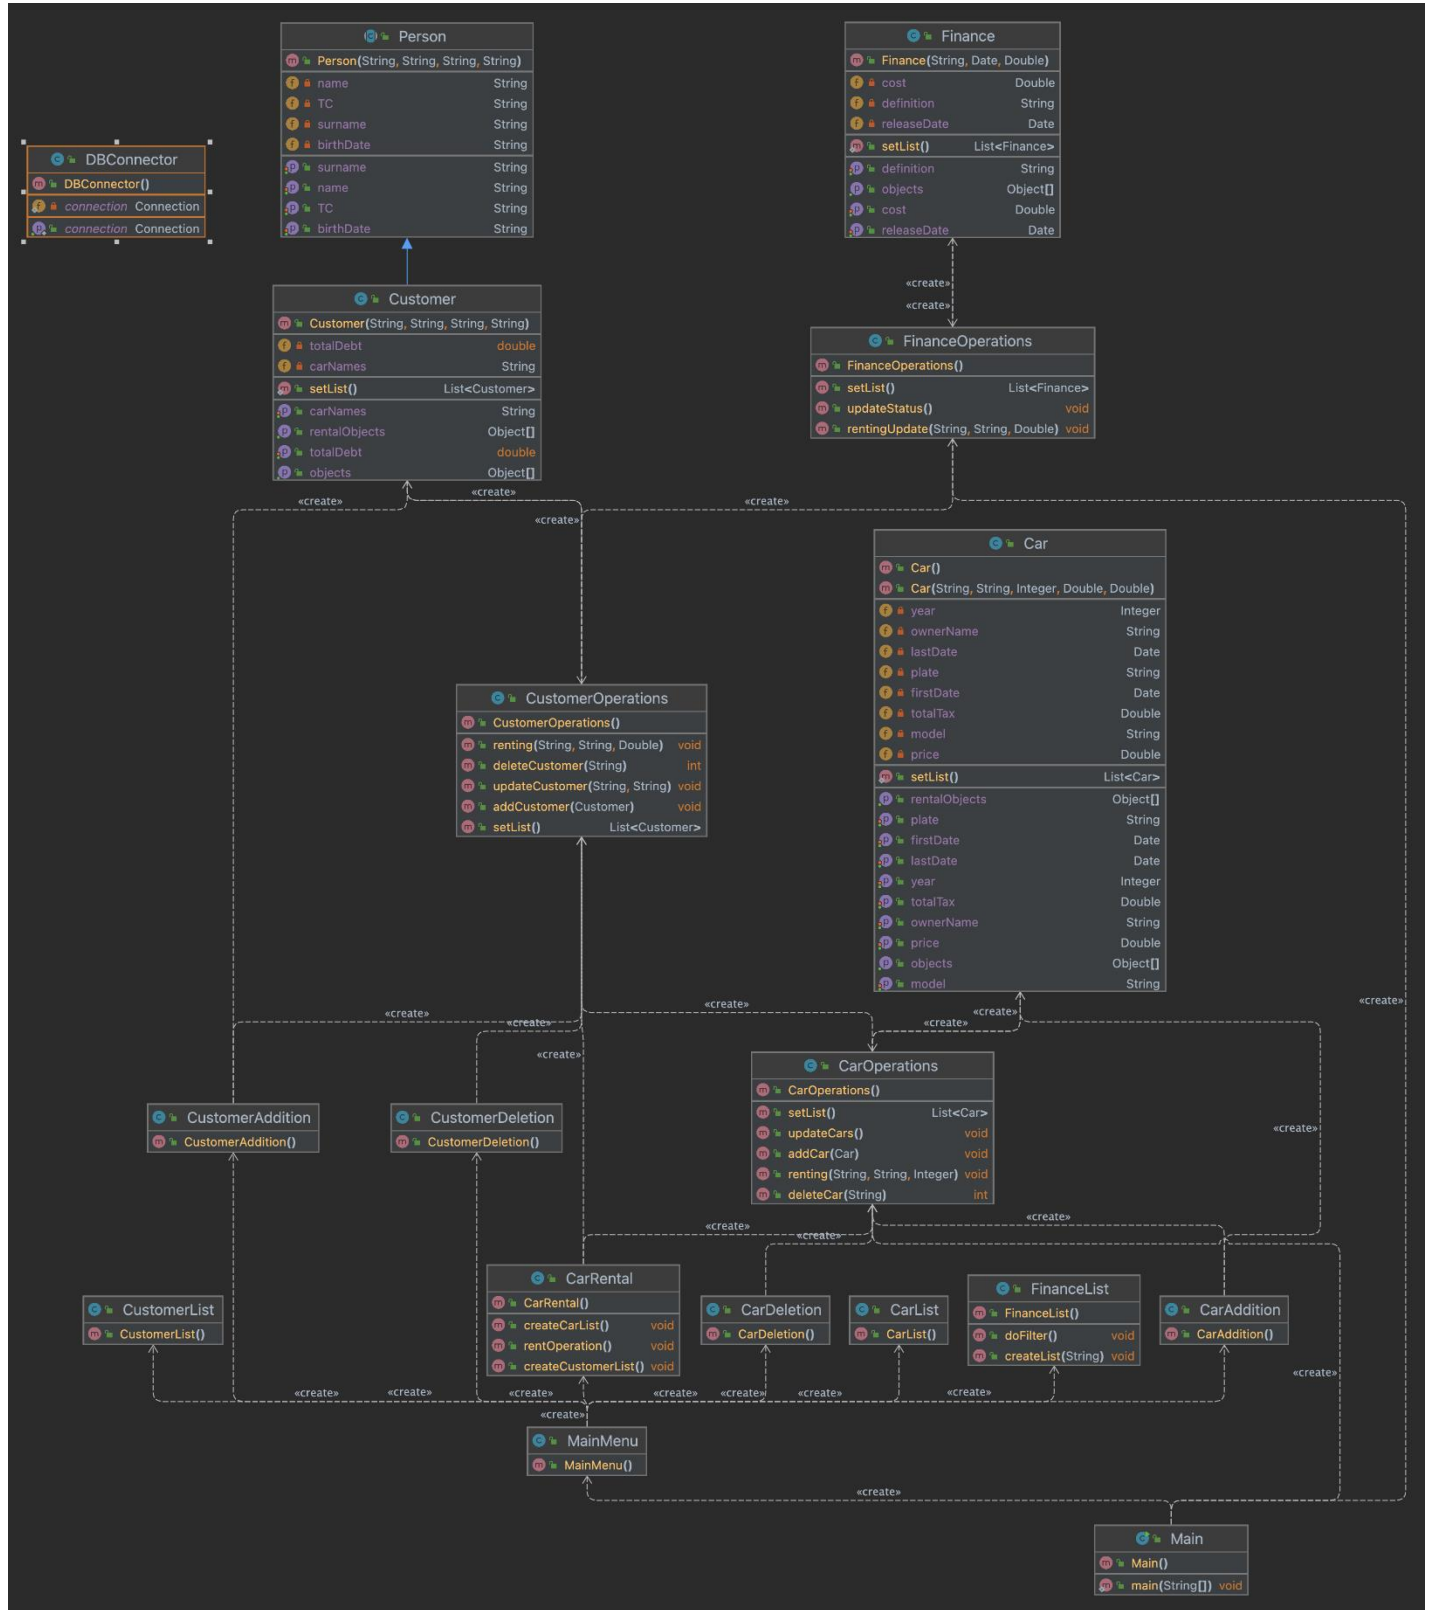 Person
Person(String, String, String, String)
name String
TC String
surname String
birthDate String
surname String
name String
TC String
birthDate String
Finance
Finance(String, Date, Double)
cost Double
definition String
releaseDate Date
setList() List<Finance>
definition String
objects Object[]
cost Double
releaseDate Date
DBConnector
DBConnector()
connection Connection
connection Connection
«create»
«create»
Customer
Customer(String, String, String, String)
totalDebt double
carNames String
setList() List<Customer>
carNames String
rentalObjects Object[]
totalDebt double
objects Object[]
FinanceOperations
FinanceOperations()
setList() List<Finance>
updateStatus() void
rentingUpdate(String, String, Double) void
«create»
«create»
«create»
«create»
«create»
Car
Car()
Car(String, String, Integer, Double, Double)
year Integer
ownerName String
lastDate Date
plate String
firstDate Date
totalTax Double
model String
price Double
setList() List<Car>
rentalObjects Object[]
plate String
firstDate Date
lastDate Date
year Integer
totalTax Double
ownerName String
price Double
objects Object[]
model String
CustomerOperations
CustomerOperations()
renting(String, String, Double) void
deleteCustomer(String) int
updateCustomer(String, String) void
addCustomer(Customer) void
setList() List<Customer>
«create»
«create»
«create»
«create»
«create»
«create»
«create»
CarOperations
CarOperations()
setList() List<Car>
updateCars() void
addCar(Car) void
renting(String, String, Integer) void
deleteCar(String) int
CustomerAddition
CustomerAddition()
CustomerDeletion
CustomerDeletion()
«create»
«create»
«create»
«create»
CarRental
CarRental()
createCarList() void
rentOperation() void
createCustomerList() void
CustomerList
CustomerList()
CarDeletion
CarDeletion()
CarList
CarList()
FinanceList
FinanceList()
doFilter() void
createList(String) void
CarAddition
CarAddition()
«create»
«create»
«create»
«create»
«create»
«create»
«create»
«create»
MainMenu
MainMenu()
«create»
Main
Main()
main(String[]) void